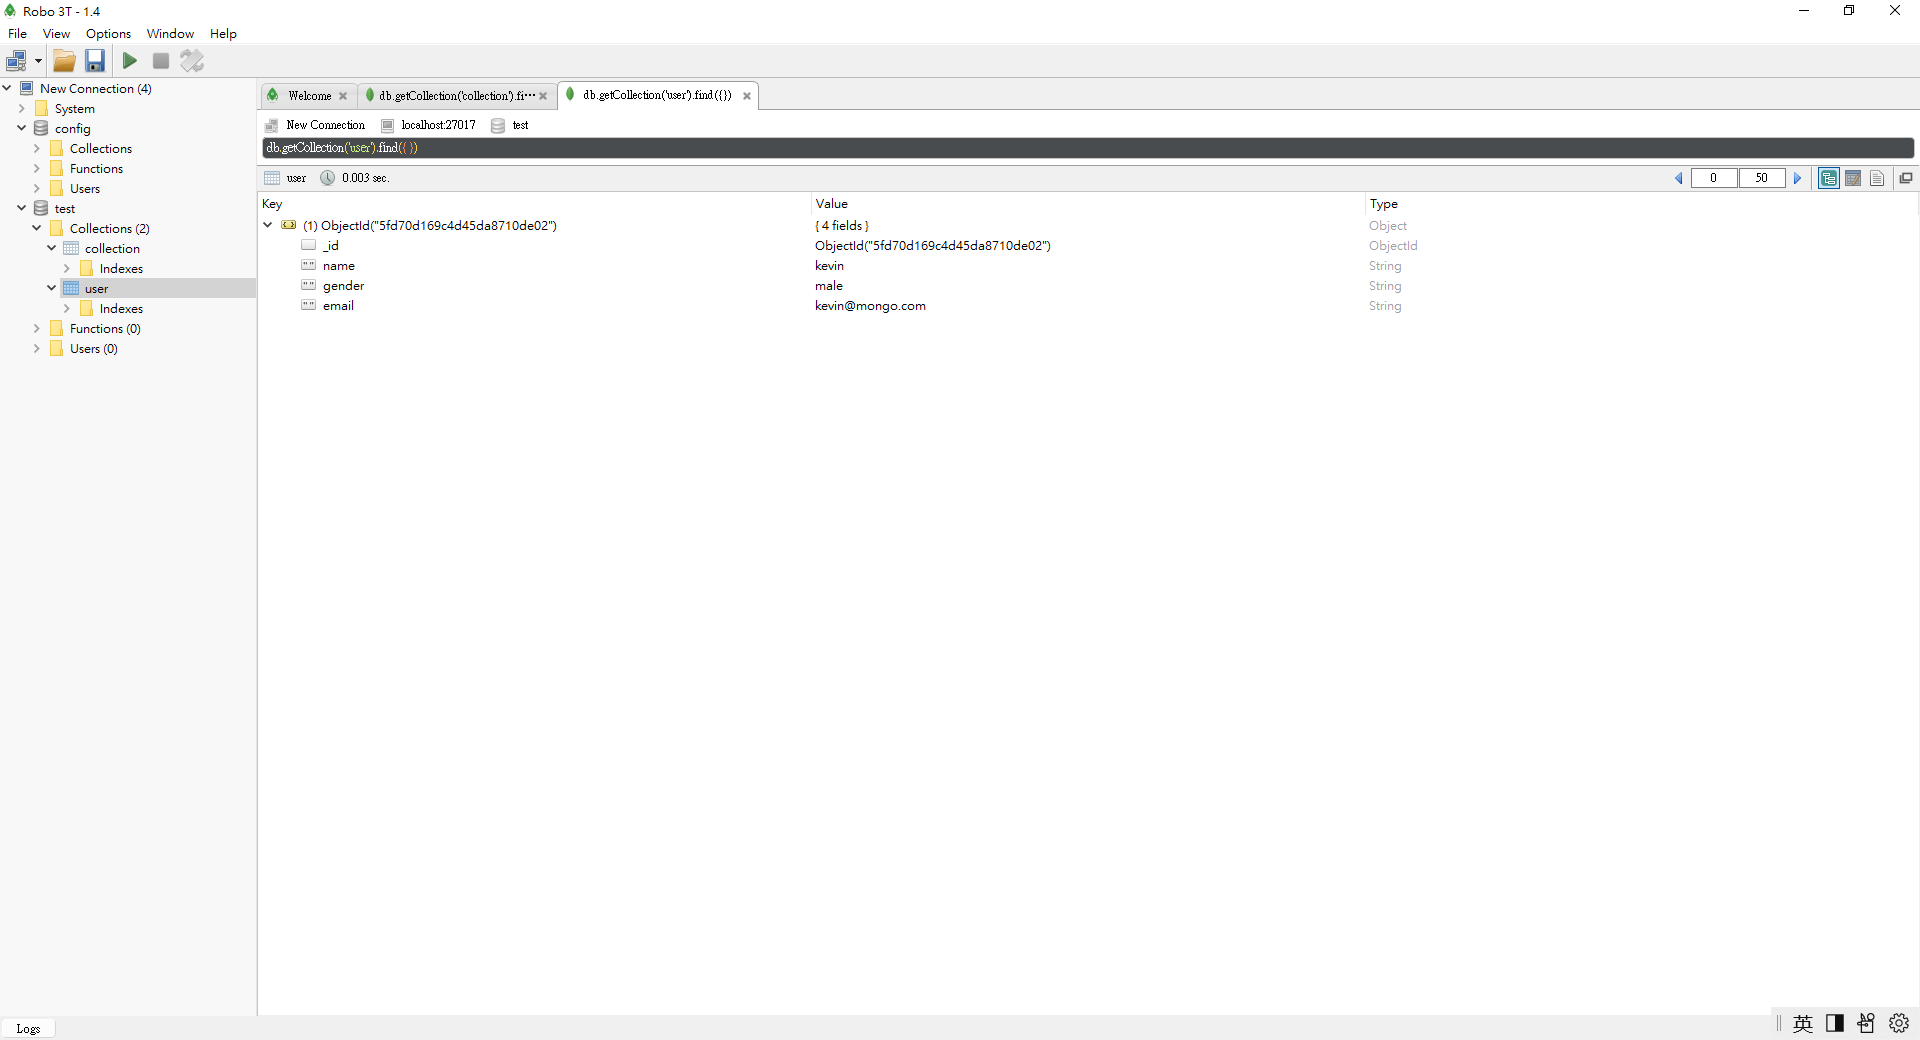 Robo 3T - 1.4
File View Options Window Help
New Connection (4)
System
config
Collections
Functions
Users
test
Collections (2)
collection
Indexes
user
Indexes
Functions (0)
Users (0)
Welcome db.getCollection('collection').fi··· db.getCollection('user').find({})
New Connection localhost:27017 test
db.getCollection('user').find({})
user 0.003 sec. 0 50
Key Value Type
(1) ObjectId("5fd70d169c4d45da8710de02") { 4 fields } Object
_id ObjectId("5fd70d169c4d45da8710de02") ObjectId
name kevin String
gender male String
email kevin@mongo.com String
Logs 英